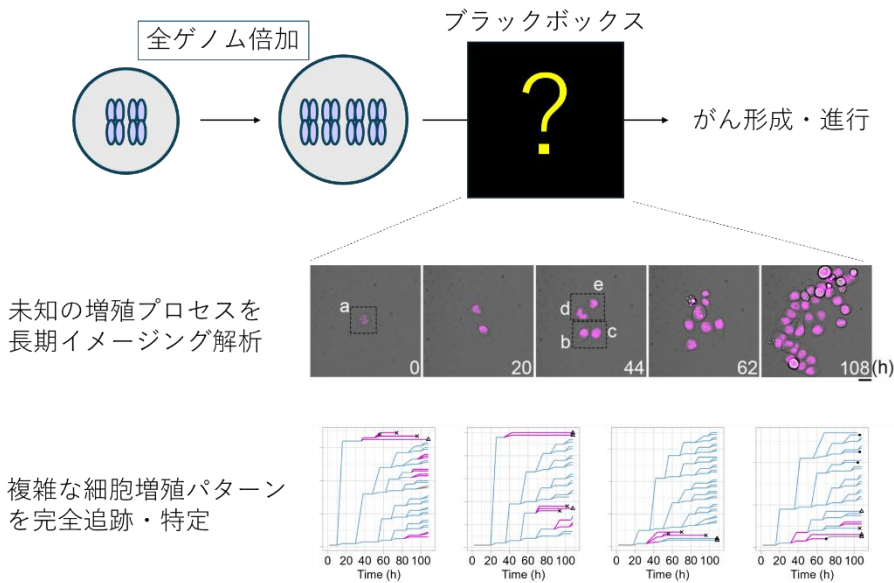 全ゲノム倍加
ブラックボックス
?
がん形成・進行
未知の増殖プロセスを
長期イメージング解析
a
0
20
e
d
b
c
44
62
108(h)
複雑な細胞増殖パターン
を完全追跡・特定
0 20 40 60 80 100
Time (h)
0 20 40 60 80 100
Time (h)
0 20 40 60 80 100
Time (h)
0 20 40 60 80 100
Time (h)